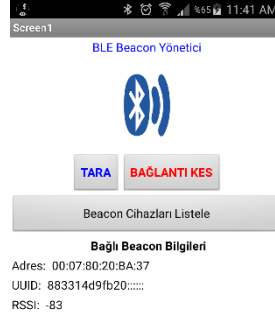 %65 11:41 AM
Screen1
BLE Beacon Yönetici
TARA BAĞLANTI KES
Beacon Cihazları Listele
Bağlı Beacon Bilgileri
Adres: 00:07:80:20:BA:37
UUID: 883314d9fb20::::::
RSSI: -83